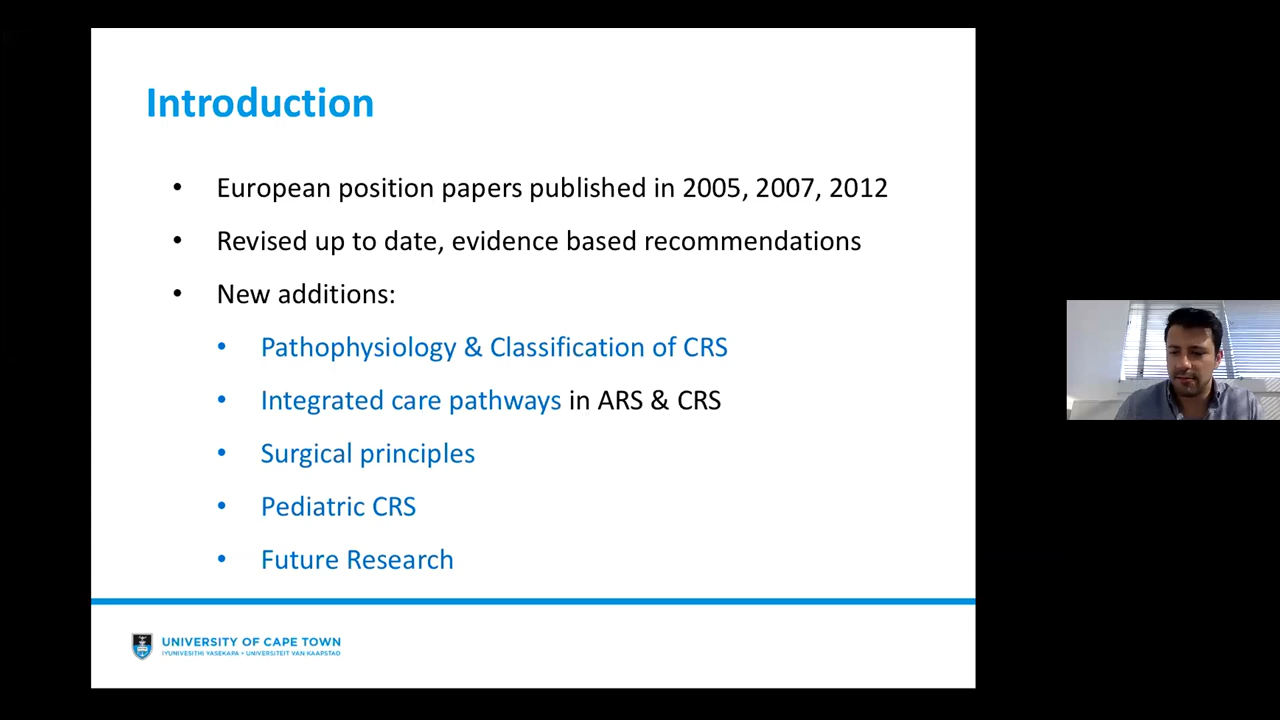 Introduction
• European position papers published in 2005, 2007, 2012
• Revised up to date, evidence based recommendations
• New additions:
• Pathophysiology & Classification of CRS
• Integrated care pathways in ARS & CRS
• Surgical principles
• Pediatric CRS
• Future Research
UNIVERSITY OF CAPE TOWN
IYUNIVESITHI YASEKAPA • UNIVERSITEIT VAN KAAPSTAD